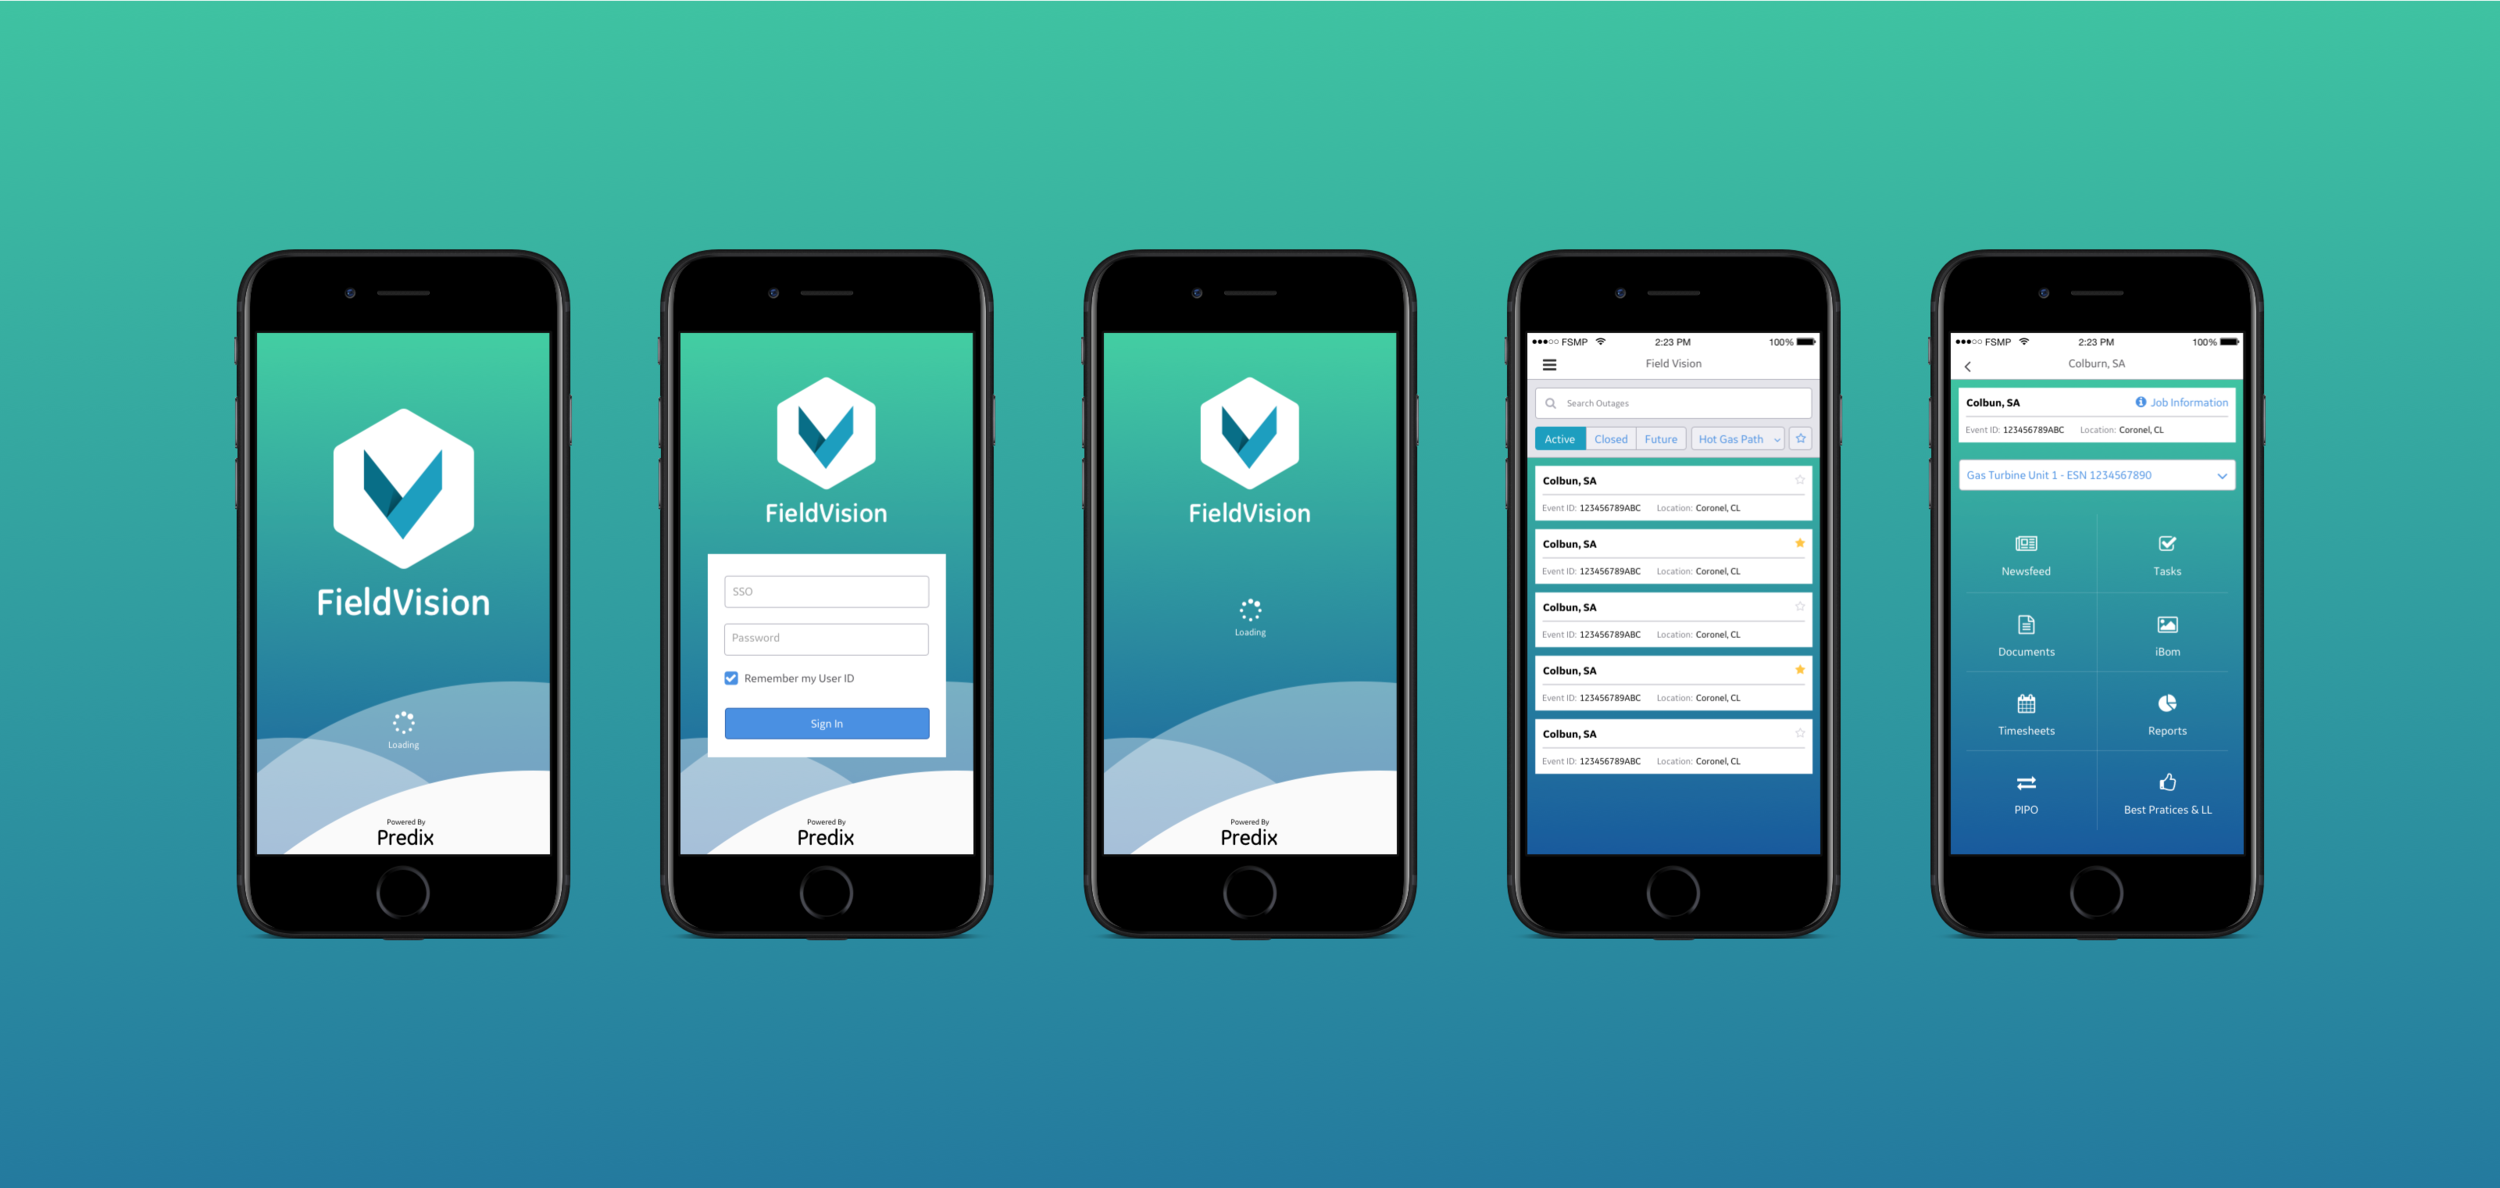 FieldVision
Loading
Powered By
Predix
FieldVision
SSO
Password
Remember my User ID
Sign In
Powered By
Predix
FieldVision
Loading
Powered By
Predix
FSMP 2:23 PM 100%
Field Vision
Search Outages
Active Closed Future Hot Gas Path
Colbun, SA
Event ID: 123456789ABC Location: Coronel, CL
Colbun, SA
Event ID: 123456789ABC Location: Coronel, CL
Colbun, SA
Event ID: 123456789ABC Location: Coronel, CL
Colbun, SA
Event ID: 123456789ABC Location: Coronel, CL
Colbun, SA
Event ID: 123456789ABC Location: Coronel, CL
FSMP 2:23 PM 100%
Colburn, SA
Colbun, SA Job Information
Event ID: 123456789ABC Location: Coronel, CL
Gas Turbine Unit 1 - ESN 1234567890
Newsfeed Tasks
Documents iBom
Timesheets Reports
PIPO Best Pratices & LL